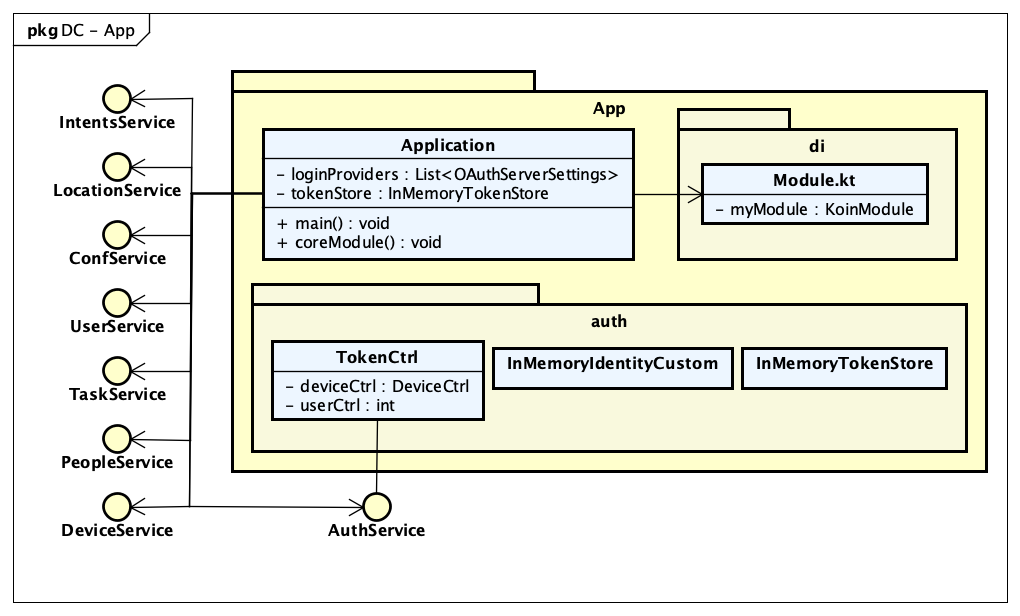 pkg DC - App
IntentsService
LocationService
ConfService
UserService
TaskService
PeopleService
DeviceService
App
Application
- loginProviders : List<OAuthServerSettings>
- tokenStore : InMemoryTokenStore
+ main() : void
+ coreModule() : void
di
Module.kt
- myModule : KoinModule
auth
TokenCtrl
- deviceCtrl : DeviceCtrl
- userCtrl : int
InMemoryIdentityCustom
InMemoryTokenStore
AuthService